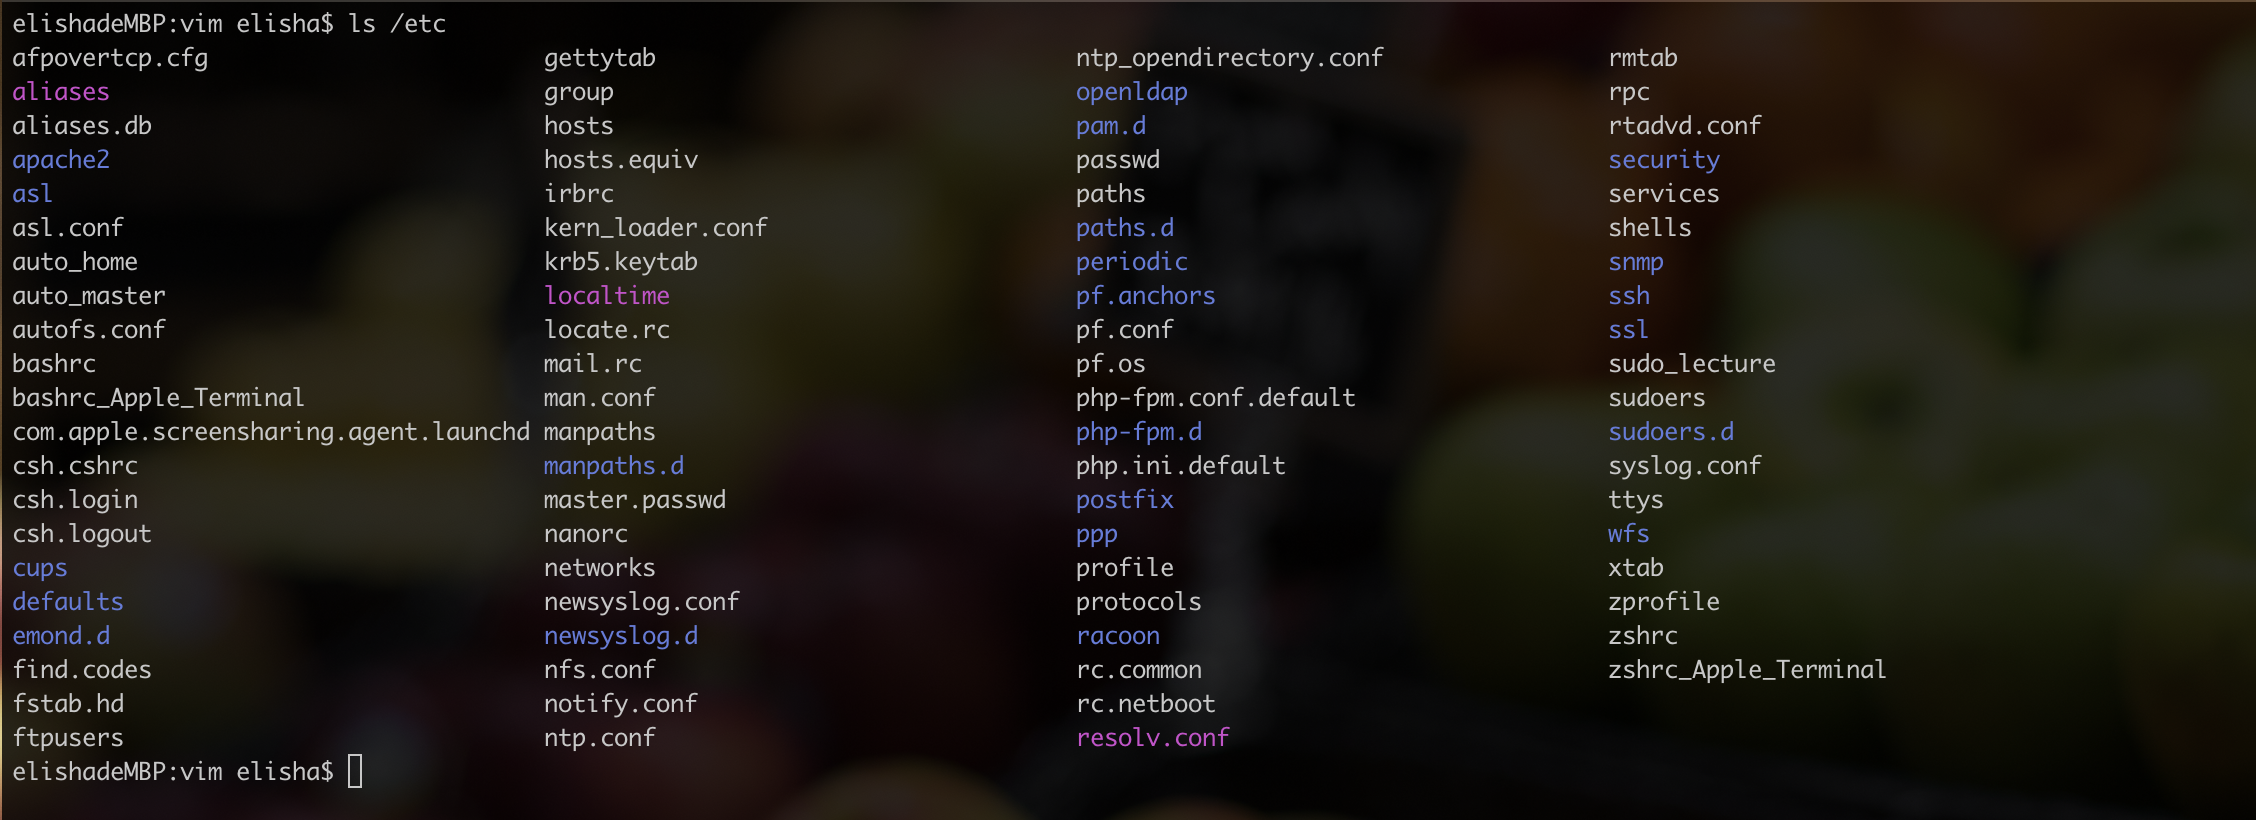 elishadeMBP:vim elisha$ ls /etc
afpovertcp.cfg gettytab ntp_opendirectory.conf rmtab
aliases group openldap rpc
aliases.db hosts pam.d rtadvd.conf
apache2 hosts.equiv passwd security
asl irbrc paths services
asl.conf kern_loader.conf paths.d shells
auto_home krb5.keytab periodic snmp
auto_master localtime pf.anchors ssh
autofs.conf locate.rc pf.conf ssl
bashrc mail.rc pf.os sudo_lecture
bashrc_Apple_Terminal man.conf php-fpm.conf.default sudoers
com.apple.screensharing.agent.launchd manpaths php-fpm.d sudoers.d
csh.cshrc manpaths.d php.ini.default syslog.conf
csh.login master.passwd postfix ttys
csh.logout nanorc ppp wfs
cups networks profile xtab
defaults newsyslog.conf protocols zprofile
emond.d newsyslog.d racoon zshrc
find.codes nfs.conf rc.common zshrc_Apple_Terminal
fstab.hd notify.conf rc.netboot
ftpusers ntp.conf resolv.conf
elishadeMBP:vim elisha$